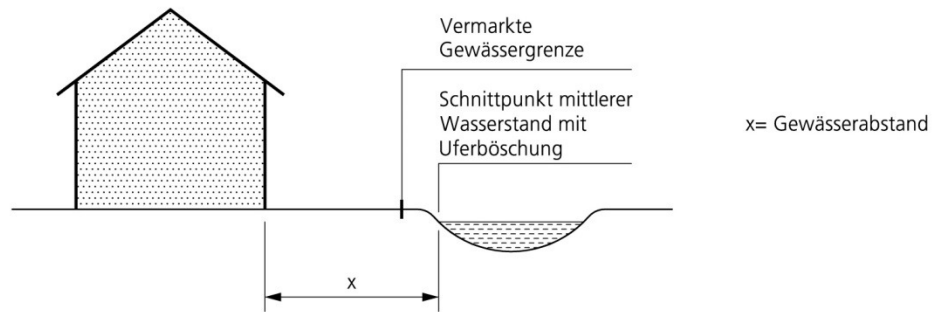 Vermarkte
Gewässergrenze
Schnittpunkt mittlerer
Wasserstand mit
Uferböschung
x= Gewässerabstand
x